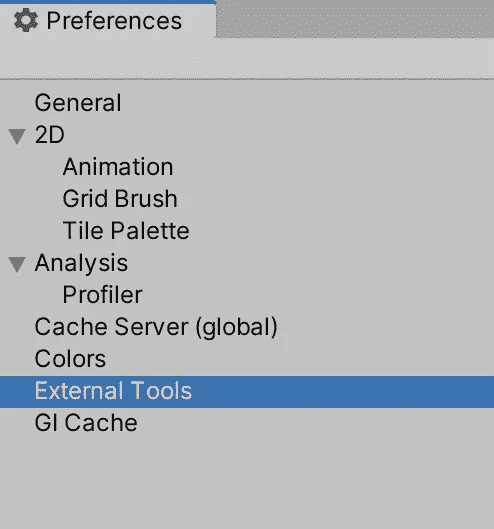 Preferences
General
2D
Animation
Grid Brush
Tile Palette
Analysis
Profiler
Cache Server (global)
Colors
External Tools
GI Cache